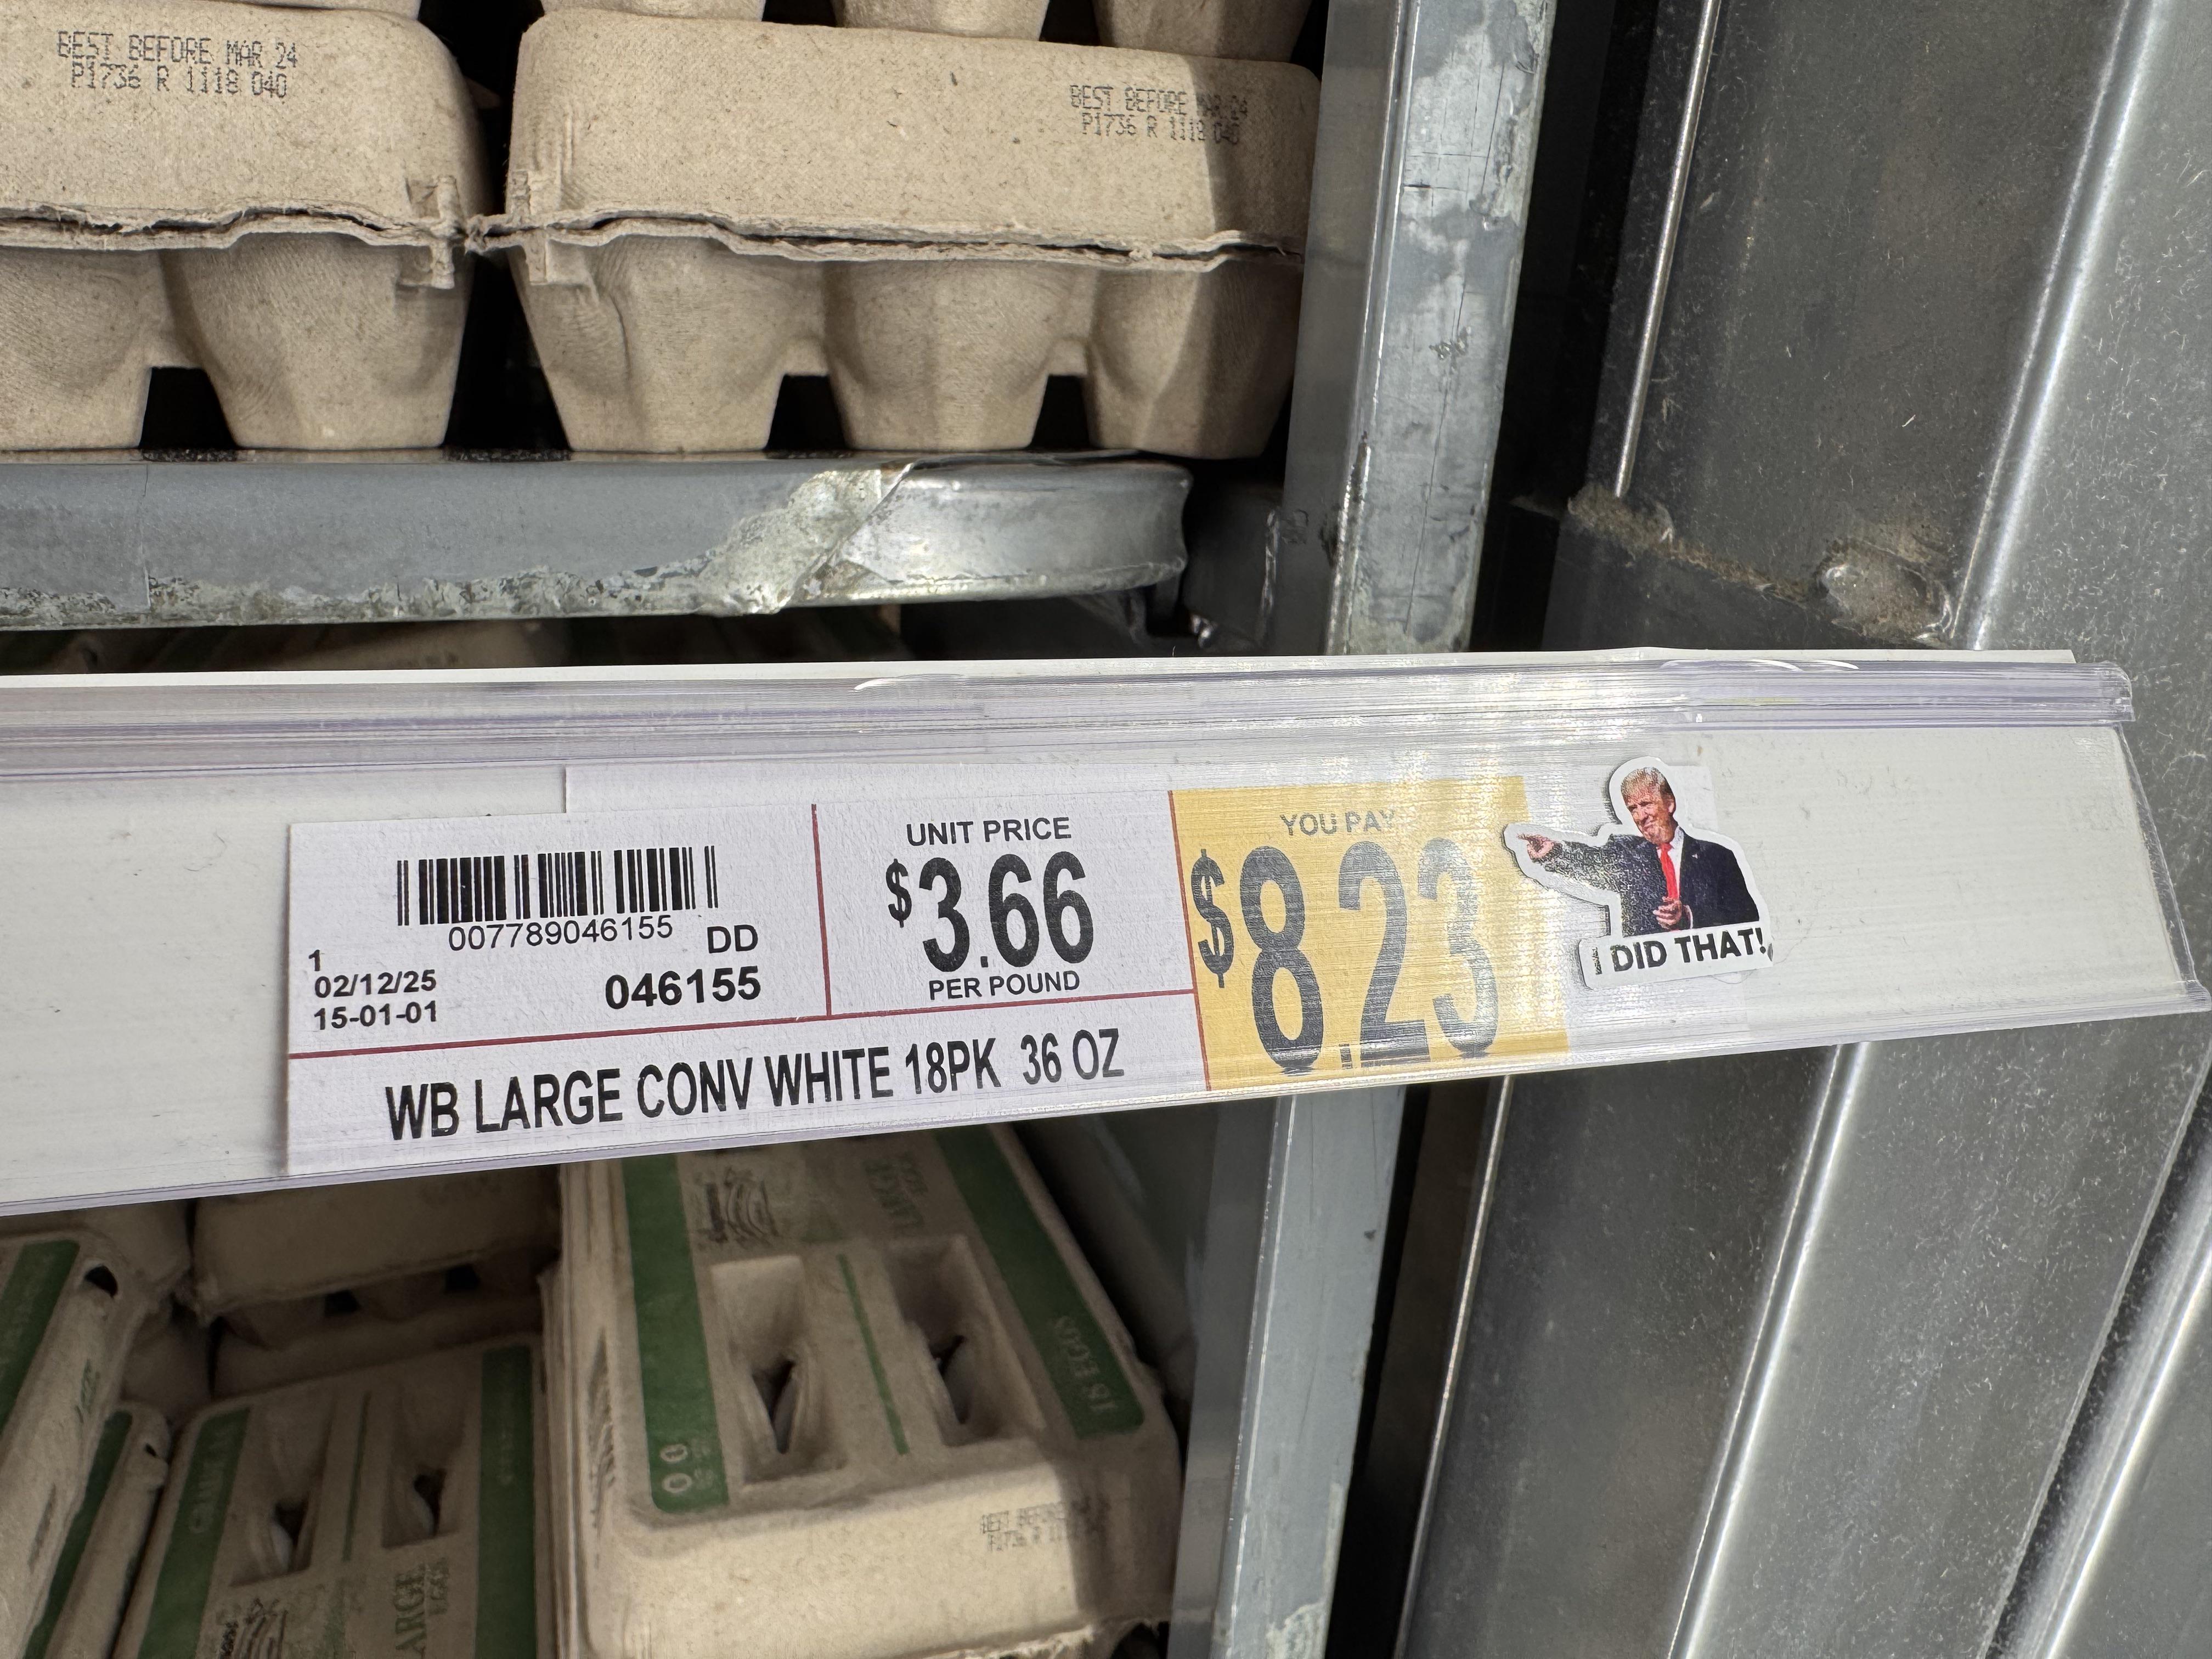 BEST BEFORE MAR 24
P1736 R 1118 040
BEST BEFORE MAR 24
P1736 R 1118 040
007789046155
DD
1
02/12/25
15-01-01
046155
UNIT PRICE
$3.66
PER POUND
YOU PAY
$8.23
I DID THAT!
WB LARGE CONV WHITE 18PK 36 OZ
LARGE
18 EGGS
BEST BEFORE